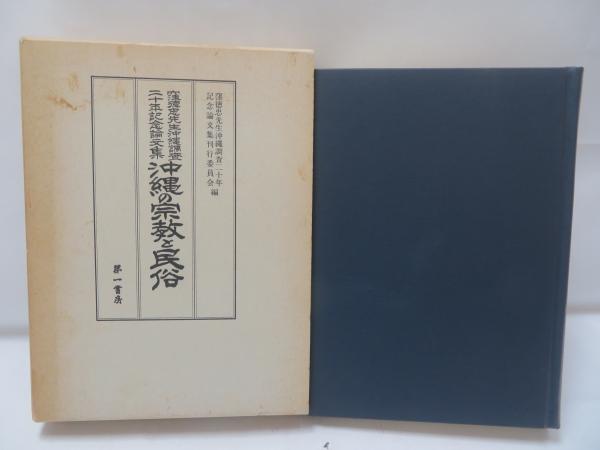 窪徳忠先生沖縄調査二十年
記念論文集刊行委員会 編
窪徳忠先生沖縄調査
二十年記念論文集
沖縄の宗教と民俗
第一書房